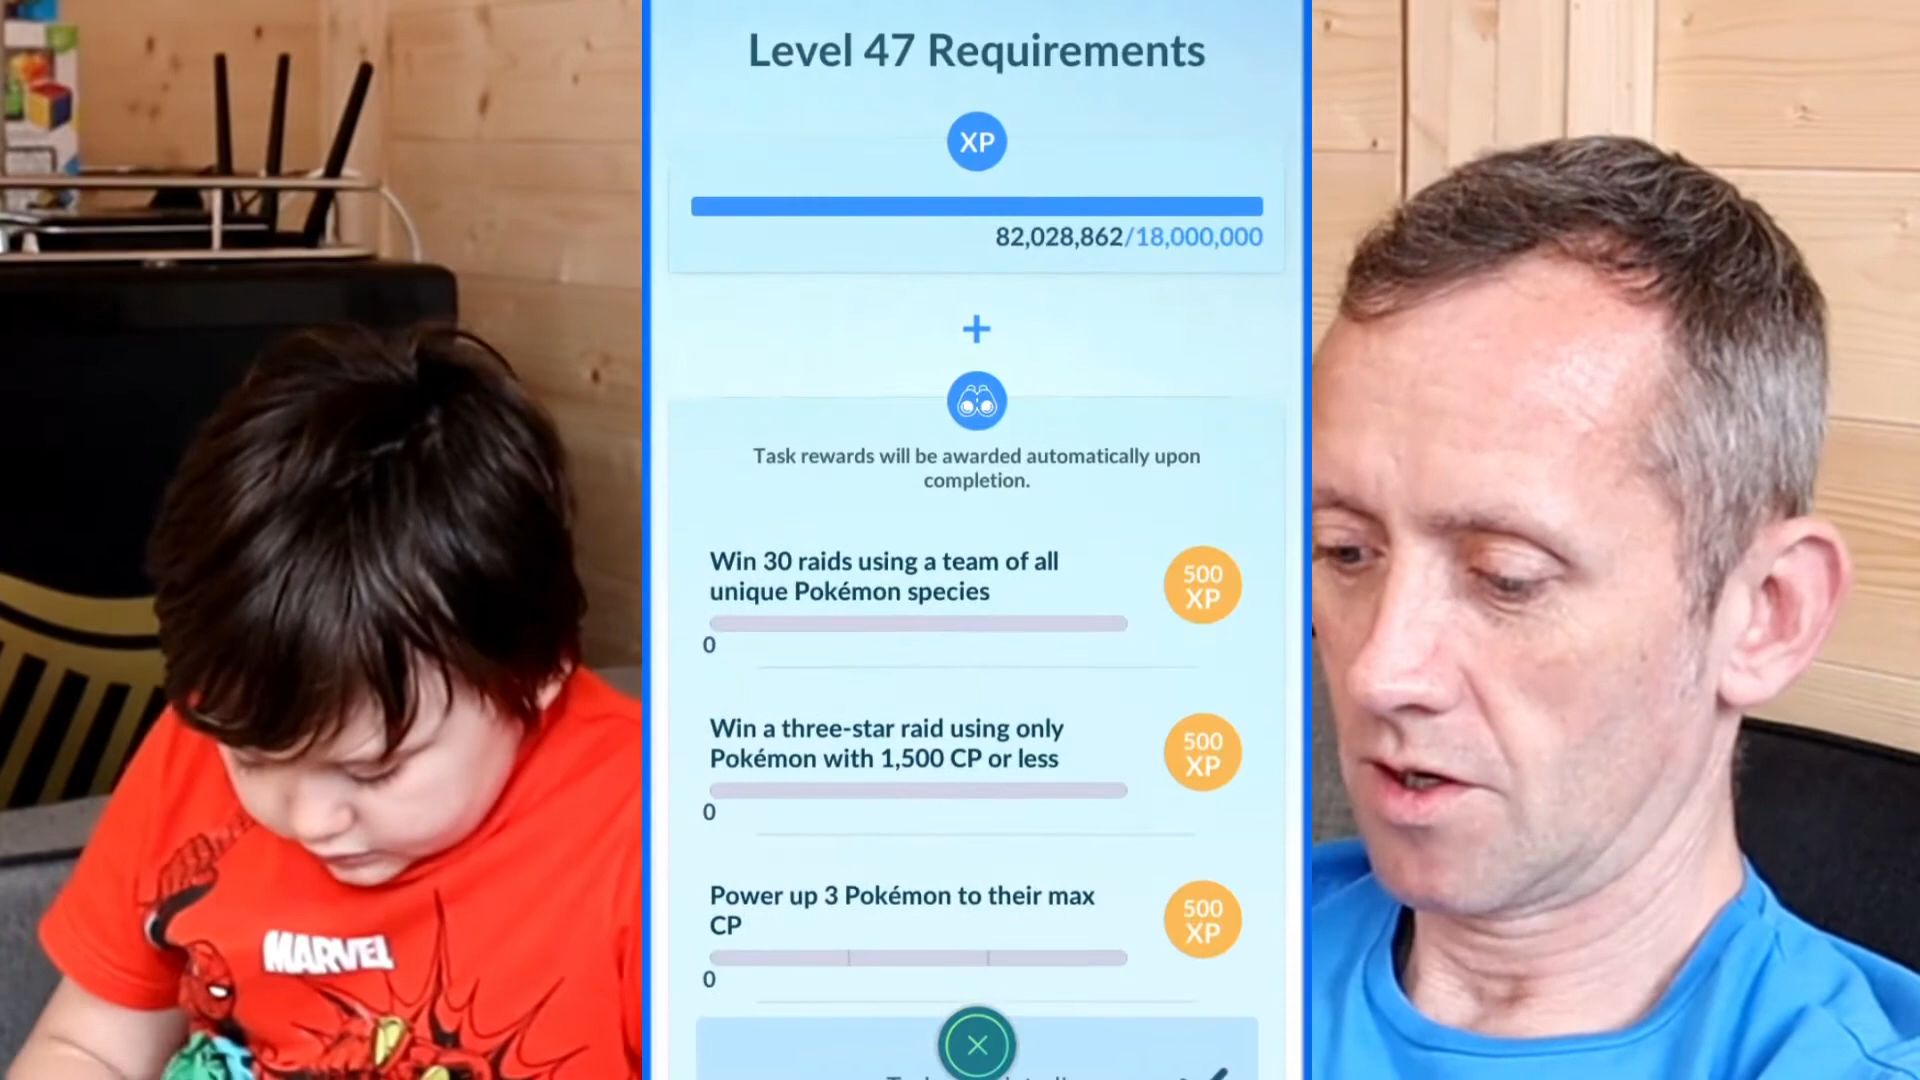 Level 47 Requirements
XP
82,028,862/18,000,000
+
Task rewards will be awarded automatically upon
completion.
Win 30 raids using a team of all
unique Pokémon species
500
XP
0
Win a three-star raid using only
Pokémon with 1,500 CP or less
500
XP
0
Power up 3 Pokémon to their max
CP
500
XP
0
MARVEL